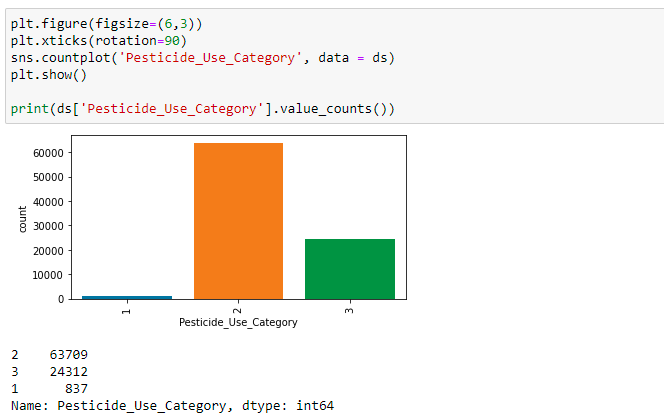 plt.figure(figsize=(6,3))
plt.xticks(rotation=90)
sns.countplot('Pesticide_Use_Category', data = ds)
plt.show()
print(ds['Pesticide_Use_Category'].value_counts())
60000
50000
40000
30000
20000
10000
0
count
1
2
3
Pesticide_Use_Category
2    63709
3    24312
1      837
Name: Pesticide_Use_Category, dtype: int64